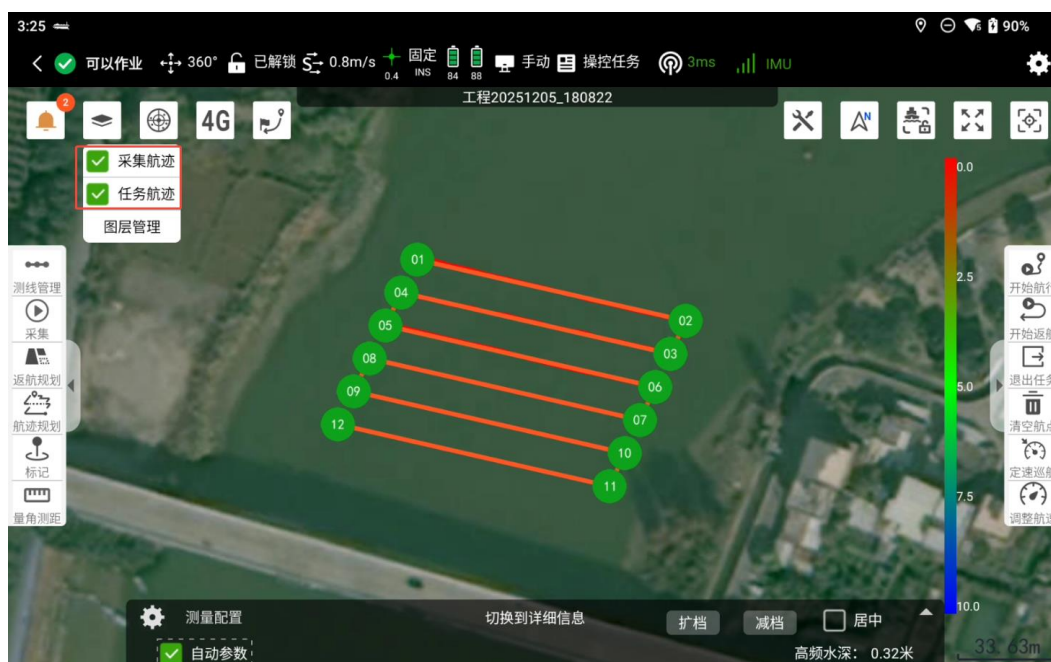 3:25 90%
可以作业 360° 已解锁 0.8m/s 0.4 固定 INS 84 88 手动 操控任务 3ms IMU
工程20251205_180822
2 4G N
采集航迹
任务航迹
图层管理
测线管理
采集
返航规划
航迹规划
标记
量角测距
01
02
04
03
05
06
08
07
09
10
12
11
0.0
2.5
5.0
7.5
10.0
开始航行
开始返航
退出任务
清空航点
定速巡航
调整航速
测量配置 切换到详细信息 扩档 减档 居中
自动参数 高频水深: 0.32米
33.63m